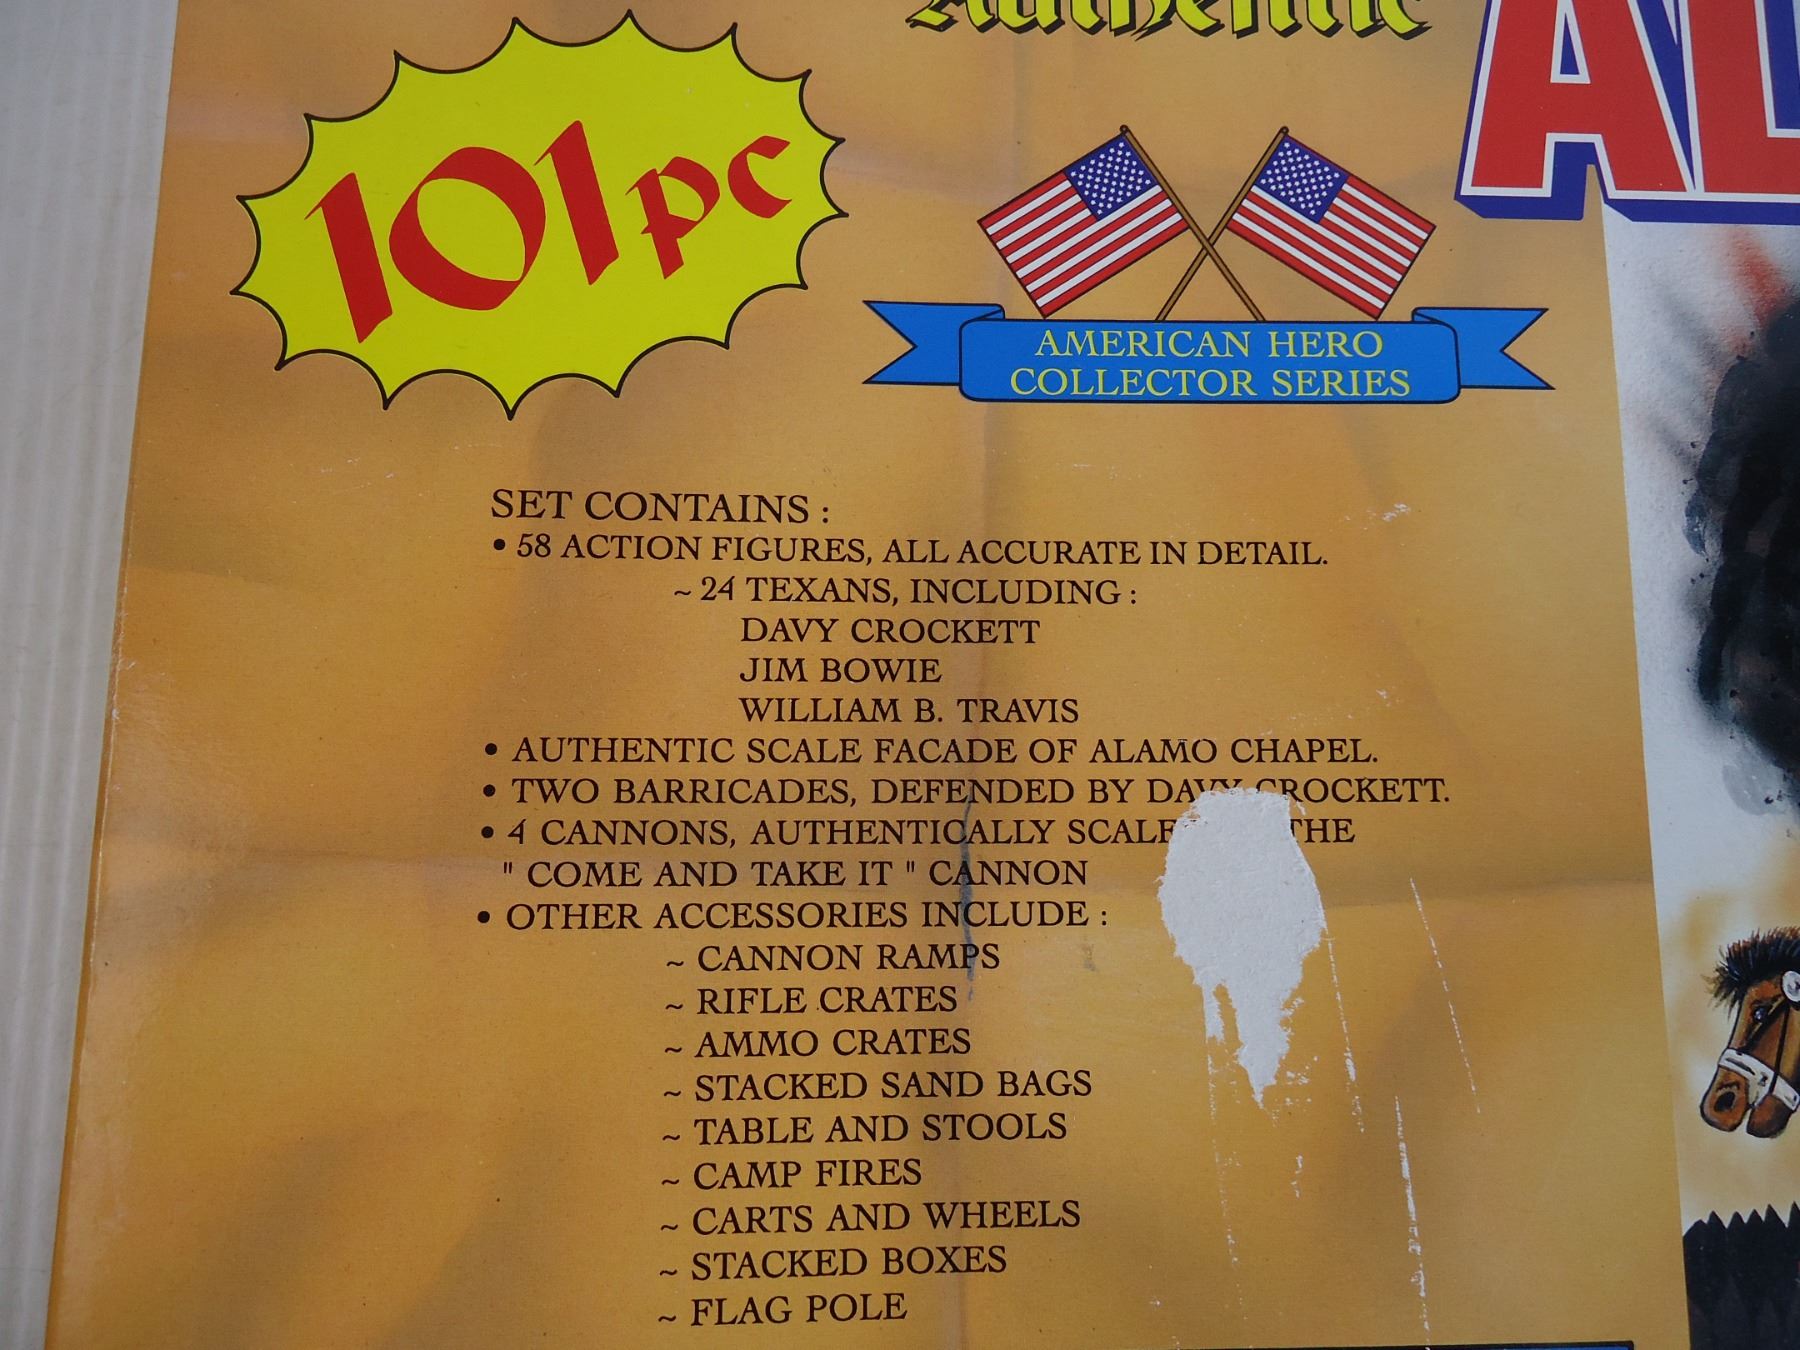 Authentic
AL
101pc
AMERICAN HERO
COLLECTOR SERIES
SET CONTAINS :
• 58 ACTION FIGURES, ALL ACCURATE IN DETAIL.
~ 24 TEXANS, INCLUDING :
DAVY CROCKETT
JIM BOWIE
WILLIAM B. TRAVIS
• AUTHENTIC SCALE FACADE OF ALAMO CHAPEL.
• TWO BARRICADES, DEFENDED BY DAVY CROCKETT.
• 4 CANNONS, AUTHENTICALLY SCALE THE
" COME AND TAKE IT " CANNON
• OTHER ACCESSORIES INCLUDE :
~ CANNON RAMPS
~ RIFLE CRATES
~ AMMO CRATES
~ STACKED SAND BAGS
~ TABLE AND STOOLS
~ CAMP FIRES
~ CARTS AND WHEELS
~ STACKED BOXES
~ FLAG POLE